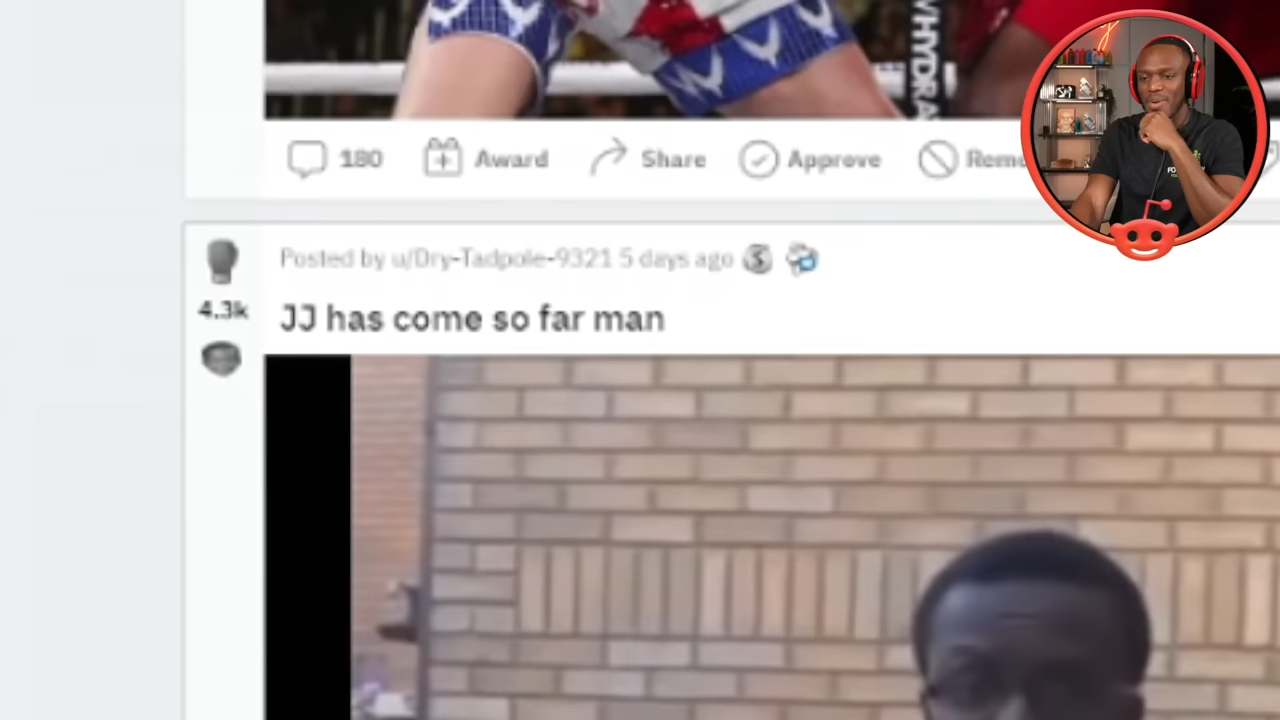 180 Award Share Approve
Posted by u/Dry-Tadpole-9321 5 days ago
4.3k
JJ has come so far man